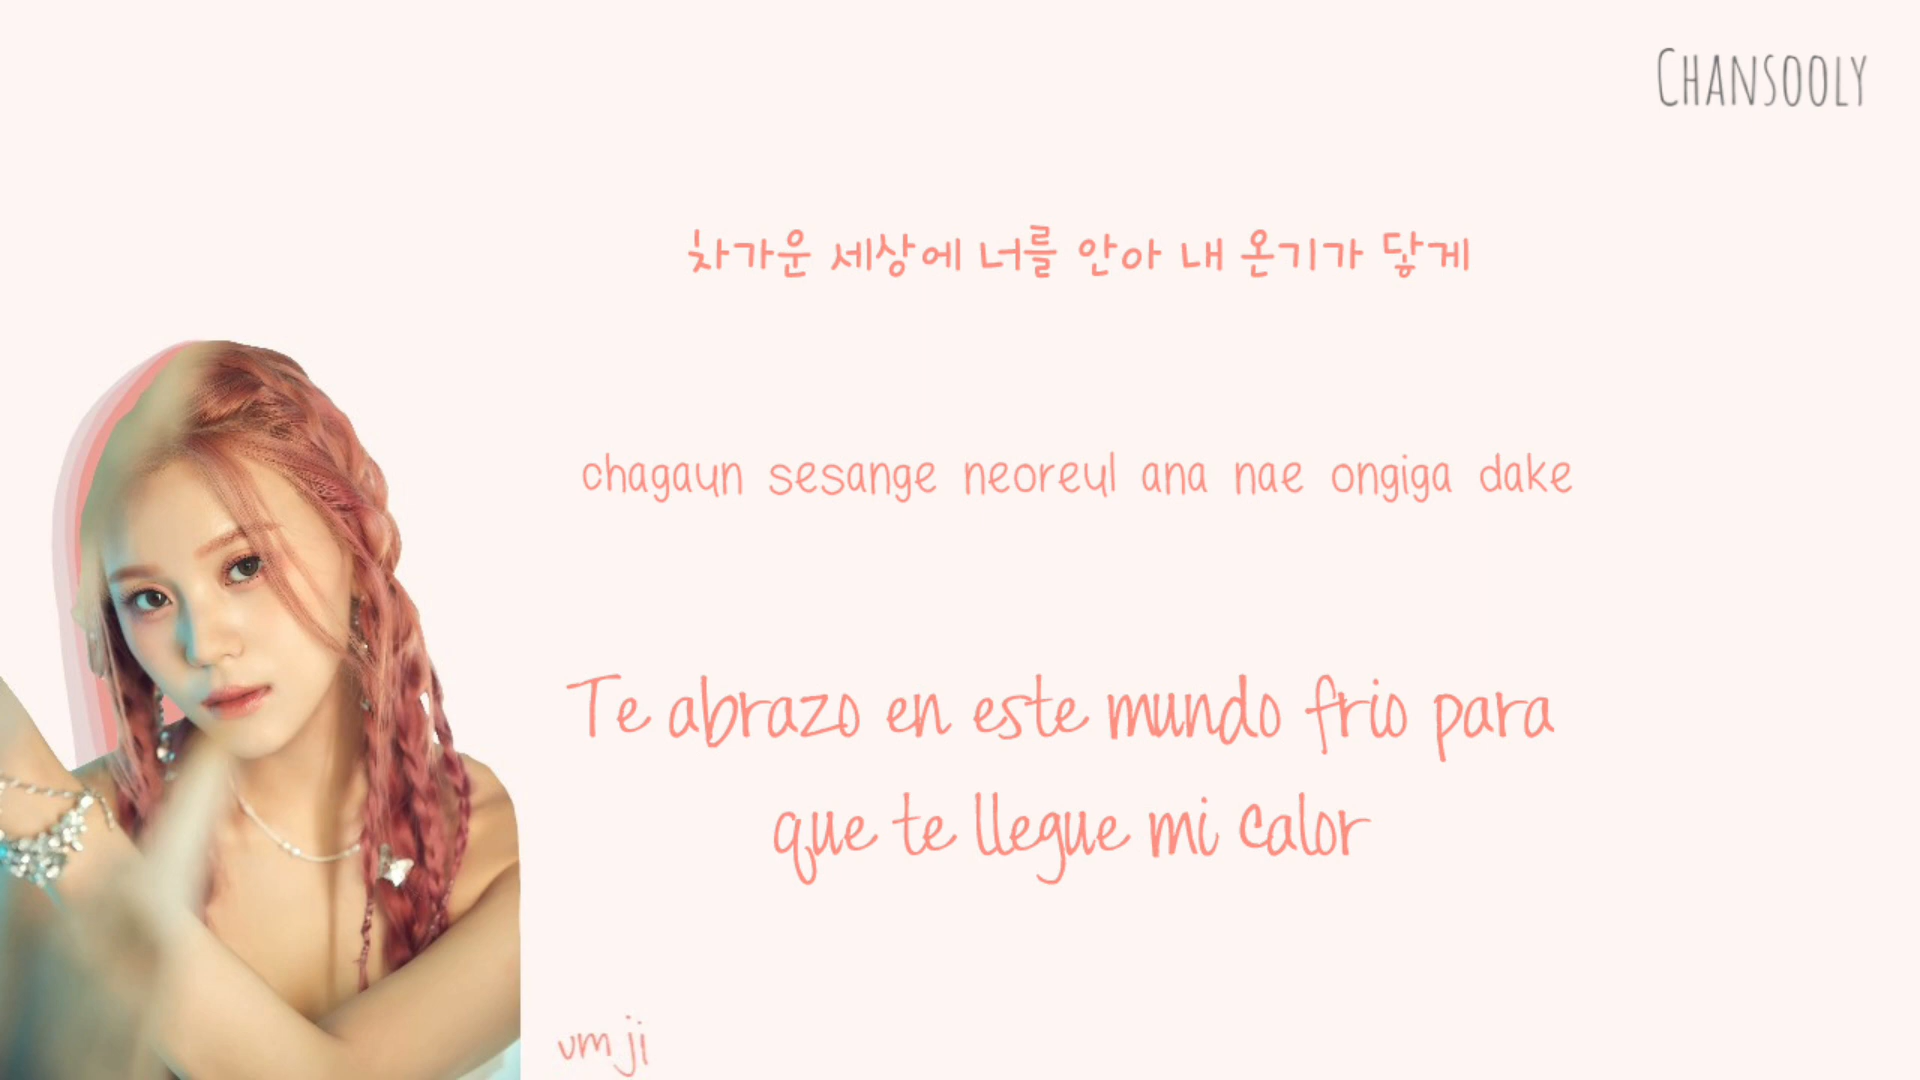 CHANSOOLY
차가운 세상에 너를 안아 내 온기가 닿게
chagaun sesange neoreul ana nae ongiga dake
Te abrazo en este mundo frio para
que te llegue mi calor
umji